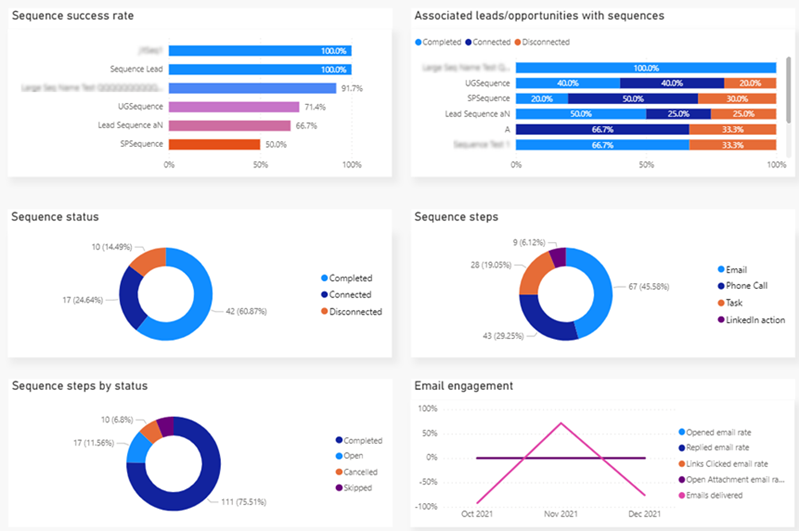 Sequence success rate
100.0%
Sequence Lead 100.0%
91.7%
UGSequence 71.4%
Lead Sequence aN 66.7%
SPSequence 50.0%
0% 50% 100%
Associated leads/opportunities with sequences
Completed Connected Disconnected
100.0%
UGSequence 40.0% 40.0% 20.0%
SPSequence 20.0% 50.0% 30.0%
Lead Sequence aN 50.0% 25.0% 25.0%
A 66.7% 33.3%
66.7% 33.3%
0% 50% 100%
Sequence status
10 (14.49%)
17 (24.64%)
42 (60.87%)
Completed
Connected
Disconnected
Sequence steps
9 (6.12%)
28 (19.05%)
67 (45.58%)
43 (29.25%)
Email
Phone Call
Task
LinkedIn action
Sequence steps by status
10 (6.8%)
17 (11.56%)
111 (75.51%)
Completed
Open
Cancelled
Skipped
Email engagement
100%
50%
0%
-50%
-100%
Oct 2021 Nov 2021 Dec 2021
Opened email rate
Replied email rate
Links Clicked email rate
Open Attachment email ra...
Emails delivered